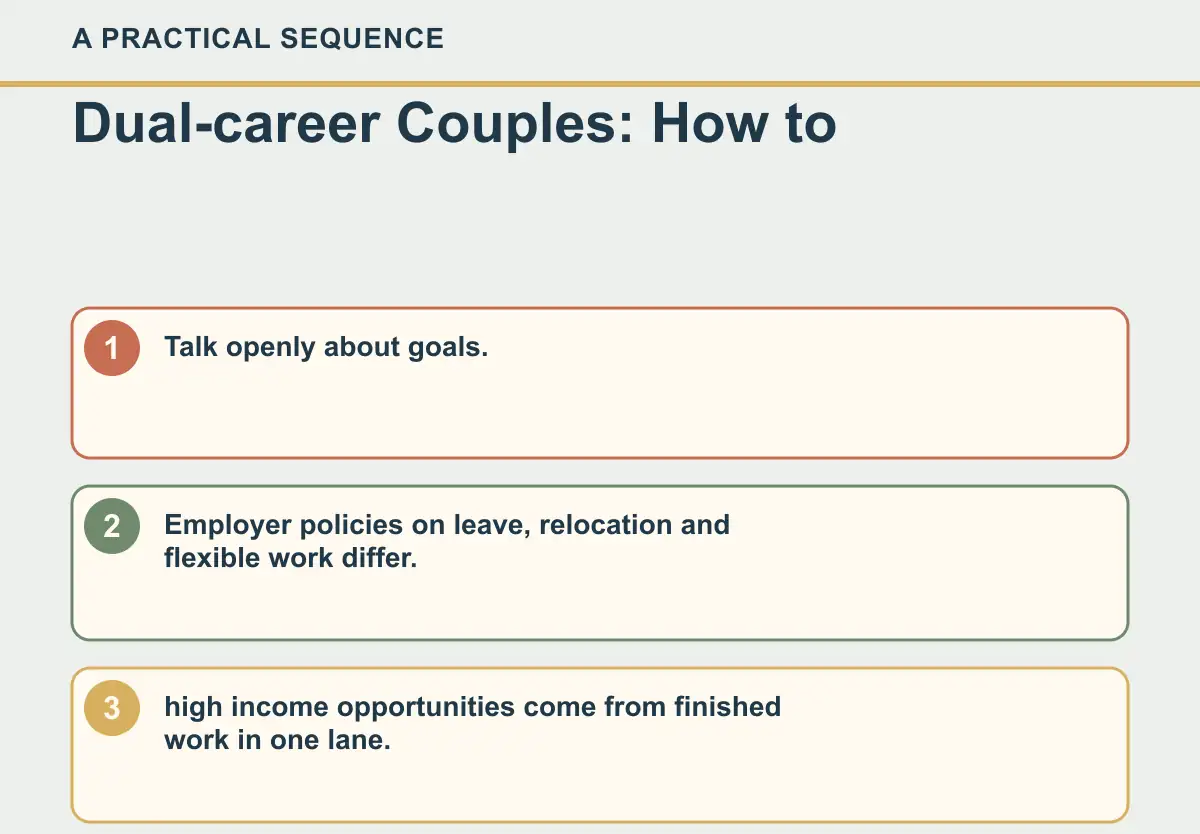 A PRACTICAL SEQUENCE
Dual-career Couples: How to
1
Talk openly about goals.
2
Employer policies on leave, relocation and
flexible work differ.
3
high income opportunities come from finished
work in one lane.